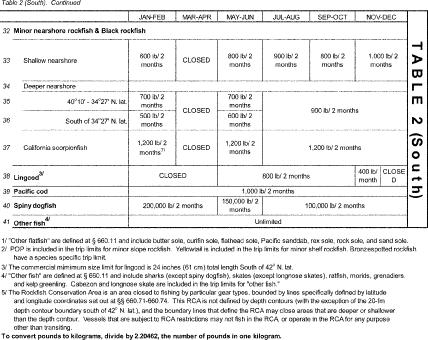 Table 2 (South). Continued
JAN-FEB MAR-APR MAY-JUN JUL-AUG SEP-OCT NOV-DEC
32 Minor nearshore rockfish & Black rockfish
33 Shallow nearshore 600 lb/ 2 months CLOSED 800 lb/ 2 months 900 lb/ 2 months 800 lb/ 2 months 1,000 lb/ 2 months
34 Deeper nearshore
35 40°10' - 34°27' N. lat. 700 lb/ 2 months CLOSED 700 lb/ 2 months 900 lb/ 2 months
36 South of 34°27' N. lat. 500 lb/ 2 months 600 lb/ 2 months
37 California scorpionfish 1,200 lb/ 2 months7/ CLOSED 1,200 lb/ 2 months 1,200 lb/ 2 months
38 Lingcod3/ CLOSED 800 lb/ 2 months 400 lb/ month CLOSE D
39 Pacific cod 1,000 lb/ 2 months
40 Spiny dogfish 200,000 lb/ 2 months 150,000 lb/ 2 months 100,000 lb/ 2 months
41 Other fish4/ Unlimited
TABLE 2 (South)
1/ "Other flatfish" are defined at § 660.11 and include butter sole, curlfin sole, flathead sole, Pacific sanddab, rex sole, rock sole, and sand sole.
2/ POP is included in the trip limits for minor slope rockfish. Yellowtail is included in the trip limits for minor shelf rockfish. Bronzespotted rockfish
have a species specific trip limit.
3/ The commercial minimum size limit for lingcod is 24 inches (61 cm) total length South of 42° N. lat.
4/ "Other fish" are defined at § 660.11 and include sharks (except spiny dogfish), skates (except longnose skates), ratfish, morids, grenadiers,
and kelp greenling. Cabezon and longnose skate are included in the trip limits for "other fish."
5/ The Rockfish Conservation Area is an area closed to fishing by particular gear types, bounded by lines specifically defined by latitude
and longitude coordinates set out at §§ 660.71-660.74. This RCA is not defined by depth contours (with the exception of the 20-fm
depth contour boundary south of 42° N. lat.), and the boundary lines that define the RCA may close areas that are deeper or shallower
than the depth contour. Vessels that are subject to RCA restrictions may not fish in the RCA, or operate in the RCA for any purpose
other than transiting.
To convert pounds to kilograms, divide by 2.20462, the number of pounds in one kilogram.